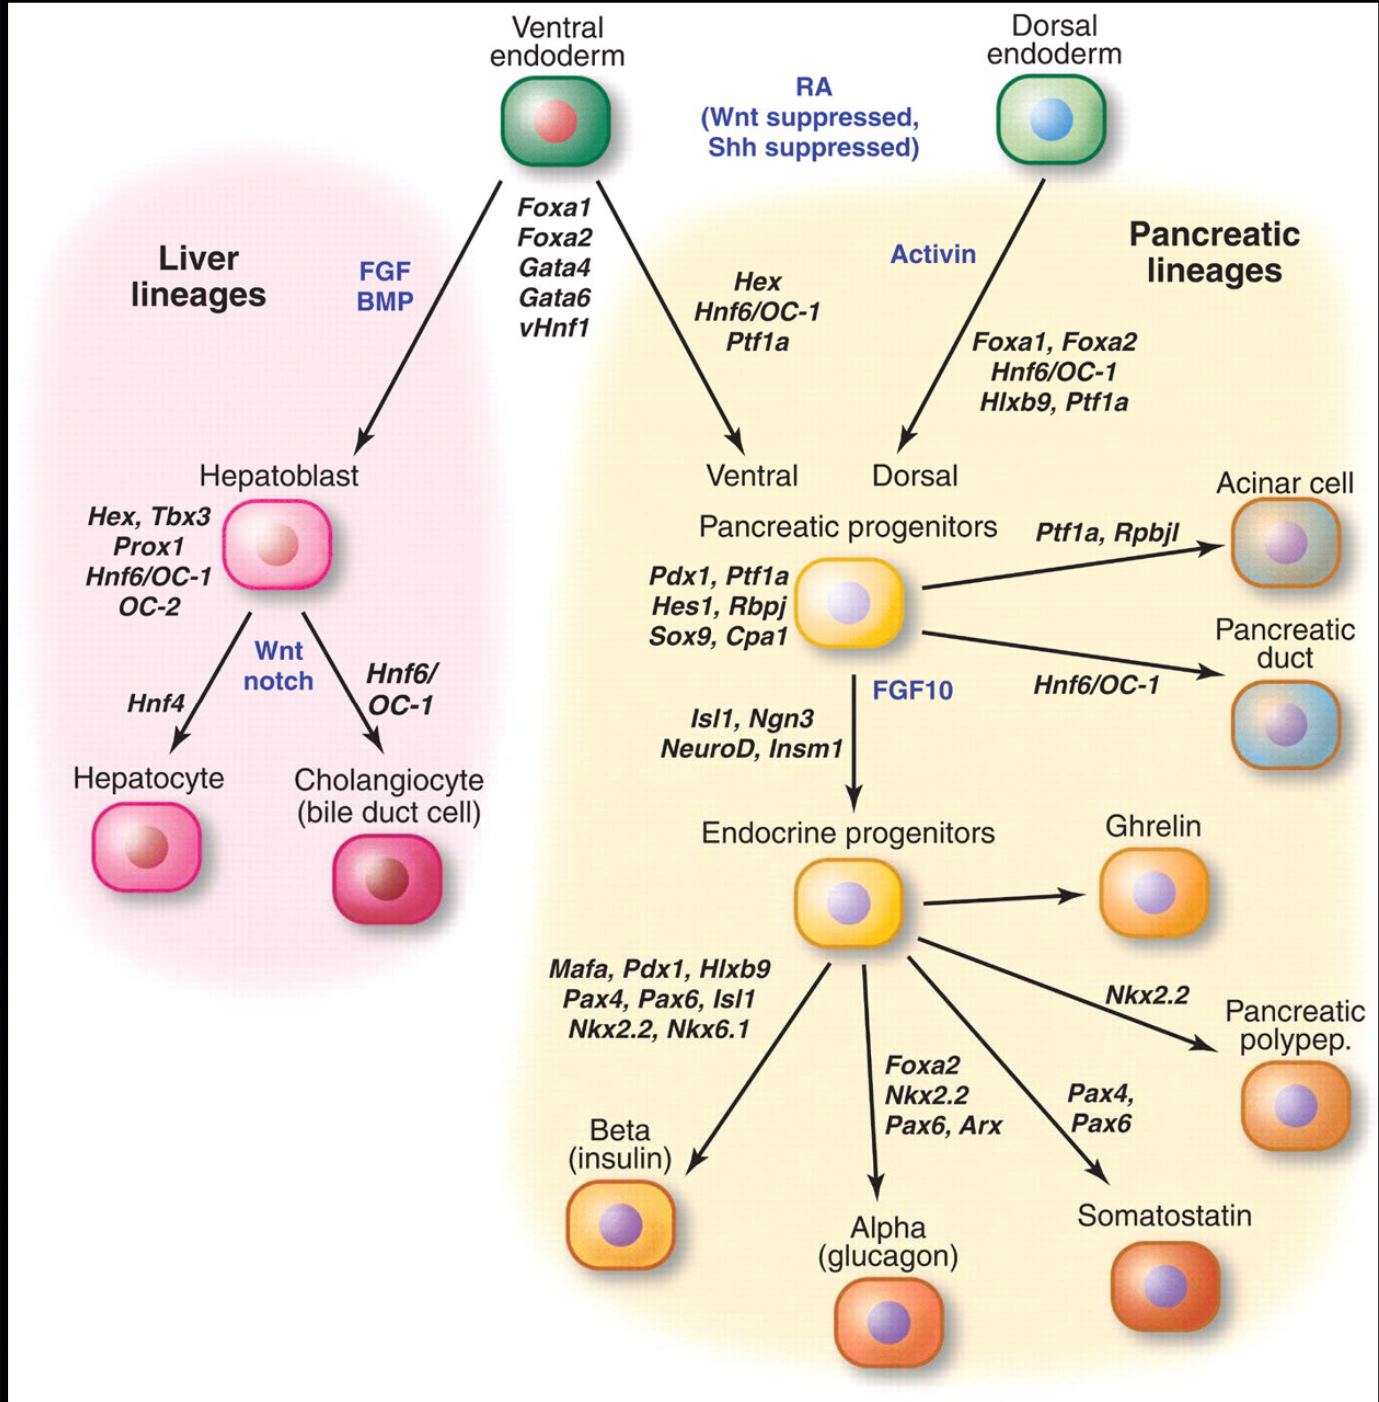 Ventral
endoderm
Dorsal
endoderm
RA
(Wnt suppressed,
Shh suppressed)
Liver
lineages
FGF
BMP
Foxa1
Foxa2
Gata4
Gata6
vHnf1
Hex
Hnf6/OC-1
Ptf1a
Activin
Pancreatic
lineages
Foxa1, Foxa2
Hnf6/OC-1
Hlxb9, Ptf1a
Hepatoblast
Hex, Tbx3
Prox1
Hnf6/OC-1
OC-2
Wnt
notch
Hnf4
Hnf6/
OC-1
Hepatocyte
Cholangiocyte
(bile duct cell)
Ventral
Dorsal
Pancreatic progenitors
Pdx1, Ptf1a
Hes1, Rbpj
Sox9, Cpa1
Ptf1a, Rpbjl
Acinar cell
Hnf6/OC-1
Pancreatic
duct
FGF10
Isl1, Ngn3
NeuroD, Insm1
Endocrine progenitors
Ghrelin
Mafa, Pdx1, Hlxb9
Pax4, Pax6, Isl1
Nkx2.2, Nkx6.1
Nkx2.2
Pancreatic
polypep.
Foxa2
Nkx2.2
Pax6, Arx
Pax4,
Pax6
Beta
(insulin)
Alpha
(glucagon)
Somatostatin